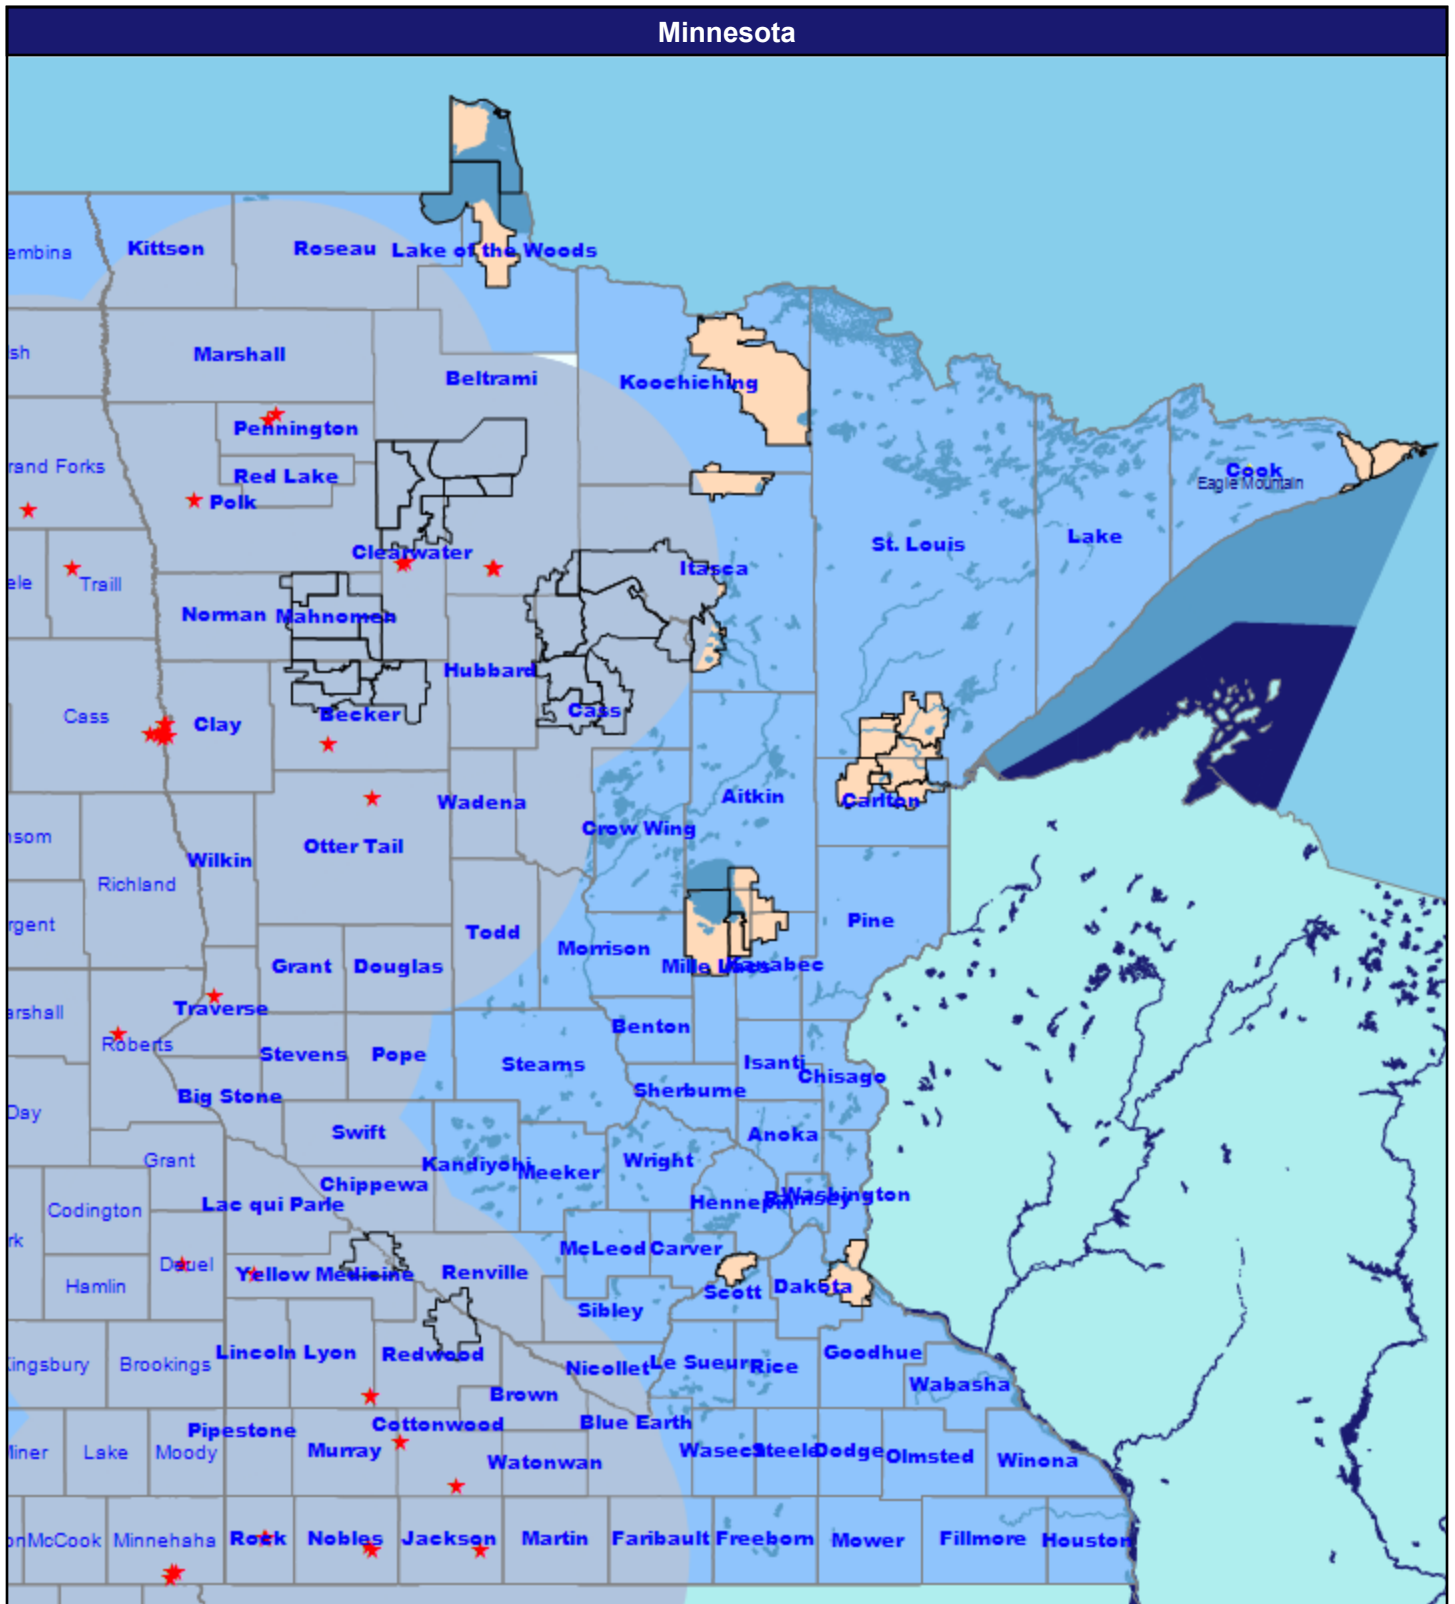 Minnesota
embina
Kittson
Roseau
Lake of the Woods
sh
Marshall
Beltrami
Koochiching
Pennington
rand Forks
Red Lake
Polk
Cook
Eagle Mountain
Clearwater
St. Louis
Lake
Itasca
ele
Traill
Norman
Mahnomen
Hubbard
Cass
Clay
Becker
Cass
Wadena
Aitkin
Carlton
Crow Wing
nsom
Wilkin
Otter Tail
Richland
rgent
Todd
Pine
Morrison
Grant
Douglas
Mille Lacs
Kanabec
arshall
Traverse
Roberts
Benton
Stevens
Pope
Stearns
Isanti
Chisago
Day
Big Stone
Sherburne
Swift
Anoka
Grant
Kandiyohi
Meeker
Wright
Chippewa
Codington
Lac qui Parle
Hennepin
Ramsey
Washington
rk
McLeod
Carver
Deuel
Hamlin
Yellow Medicine
Renville
Scott
Dakota
Sibley
Kingsbury
Brookings
Lincoln
Lyon
Redwood
Nicollet
Le Sueur
Rice
Goodhue
Brown
Wabasha
Pipestone
Cottonwood
Blue Earth
Miner
Lake
Moody
Murray
Watonwan
Waseca
Steele
Dodge
Olmsted
Winona
on
McCook
Minnehaha
Rock
Nobles
Jackson
Martin
Faribault
Freeborn
Mower
Fillmore
Houston